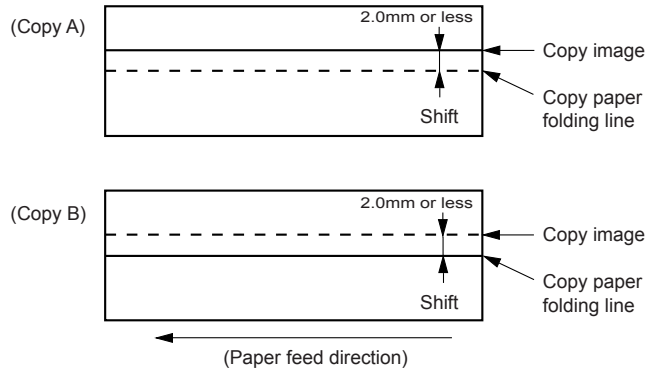 (Copy A)
2.0mm or less
Copy image
Shift
Copy paper
folding line
(Copy B)
2.0mm or less
Copy image
Shift
Copy paper
folding line
(Paper feed direction)